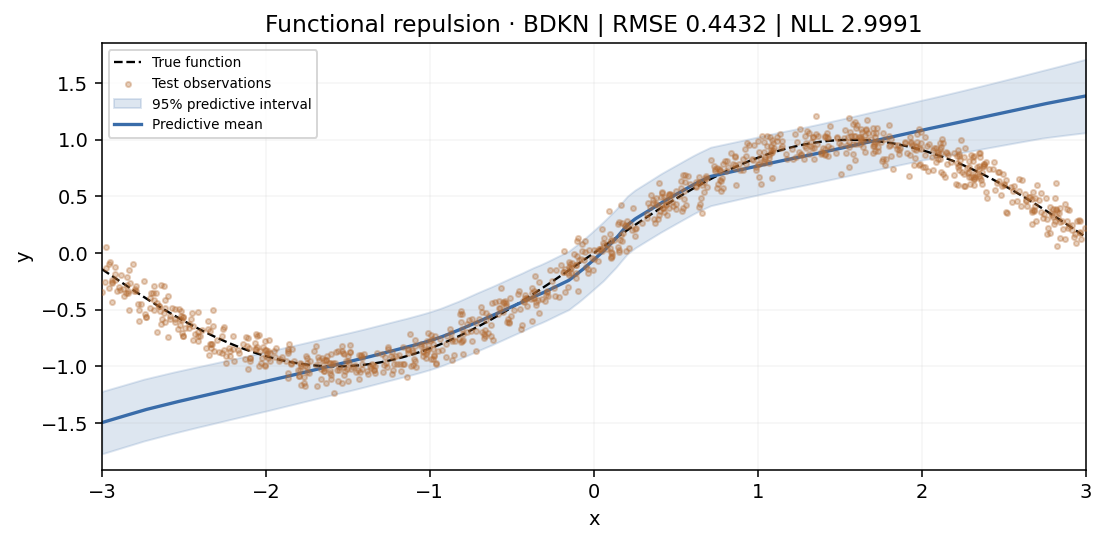 Functional repulsion · BDKN | RMSE 0.4432 | NLL 2.9991
True function
Test observations
95% predictive interval
Predictive mean
1.5
1.0
0.5
0.0
−0.5
−1.0
−1.5
y
−3
−2
−1
0
1
2
3
x